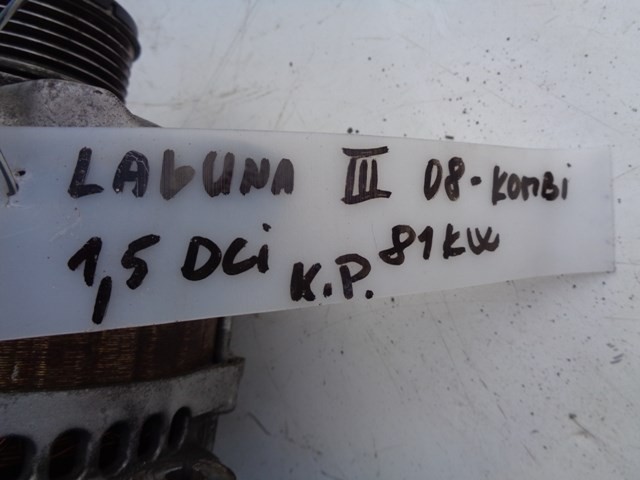 LAGUNA III 08-KOMBI
1,5 DCi K.P. 81KW